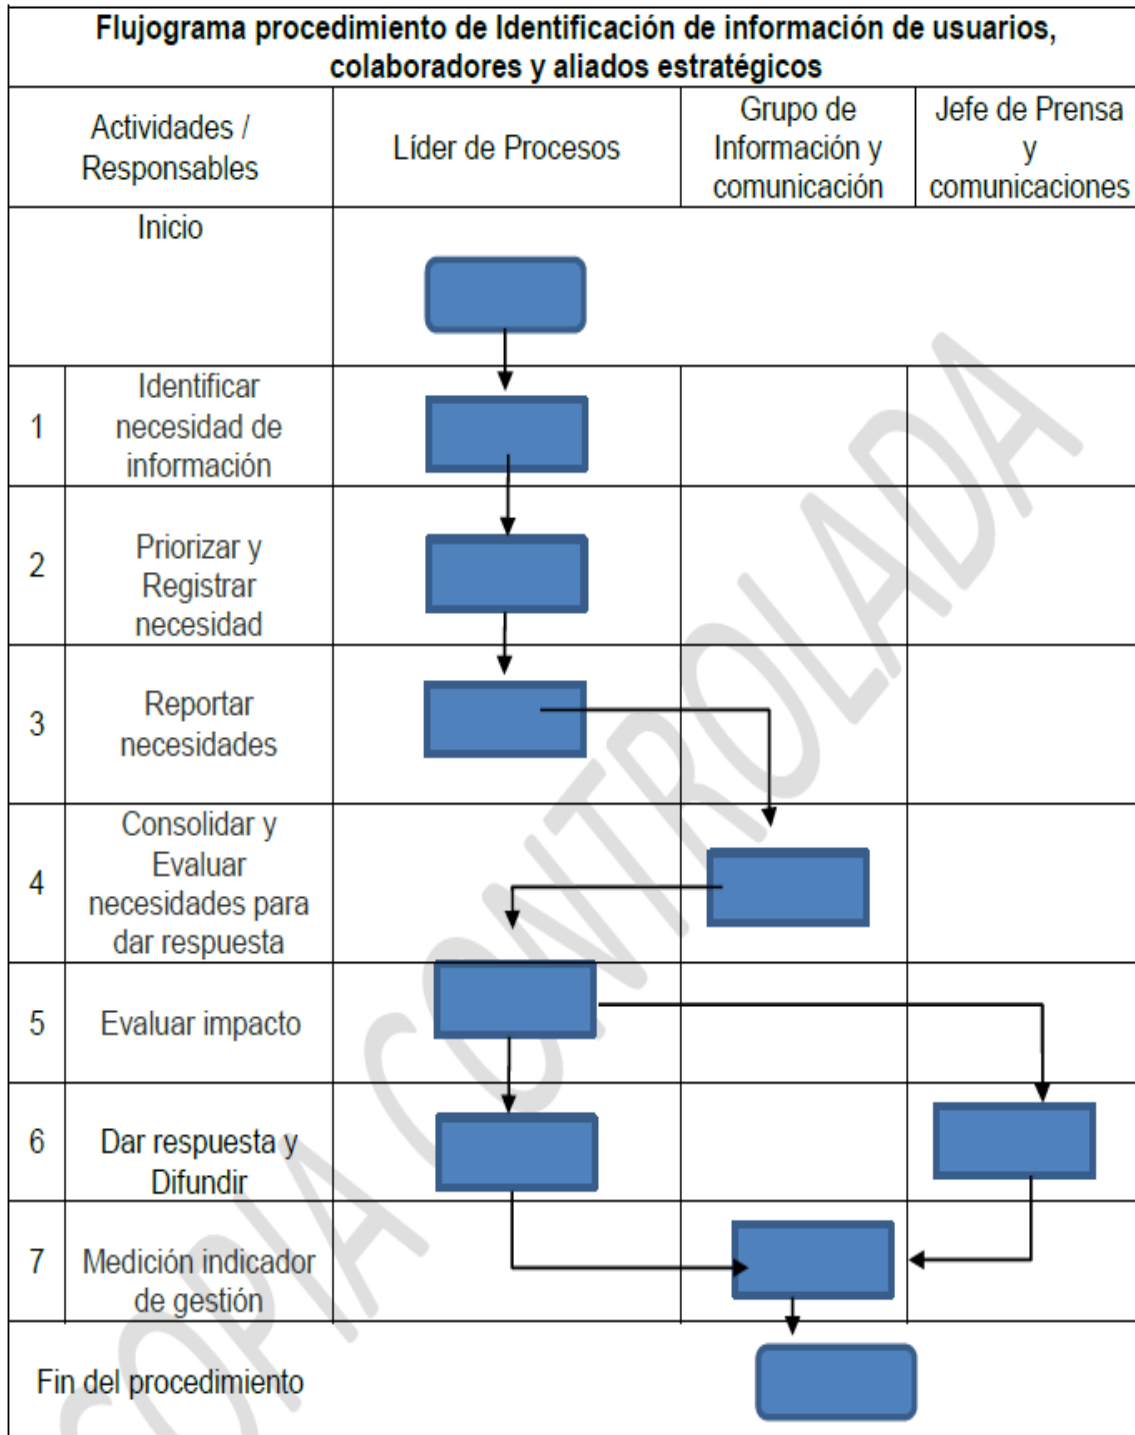 Flujograma procedimiento de Identificación de información de usuarios,
colaboradores y aliados estratégicos
Actividades /
Responsables
Líder de Procesos
Grupo de
Información y
comunicación
Jefe de Prensa
y
comunicaciones
Inicio
1
Identificar
necesidad de
información
2
Priorizar y
Registrar
necesidad
3
Reportar
necesidades
4
Consolidar y
Evaluar
necesidades para
dar respuesta
5
Evaluar impacto
6
Dar respuesta y
Difundir
7
Medición indicador
de gestión
Fin del procedimiento
COPIA CONTROLADA